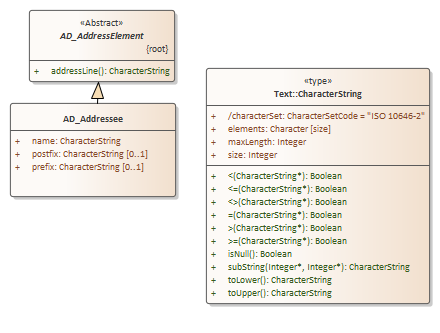 «Abstract»
AD_AddressElement
{root}
+ addressLine(): CharacterString
AD_Addressee
+ name: CharacterString
+ postfix: CharacterString [0..1]
+ prefix: CharacterString [0..1]
«type»
Text::CharacterString
+ /characterSet: CharacterSetCode = "ISO 10646-2"
+ elements: Character [size]
+ maxLength: Integer
+ size: Integer
+ <(CharacterString*): Boolean
+ <=(CharacterString*): Boolean
+ <>(CharacterString*): Boolean
+ =(CharacterString*): Boolean
+ >(CharacterString*): Boolean
+ >=(CharacterString*): Boolean
+ isNull(): Boolean
+ subString(Integer*, Integer*): CharacterString
+ toLower(): CharacterString
+ toUpper(): CharacterString